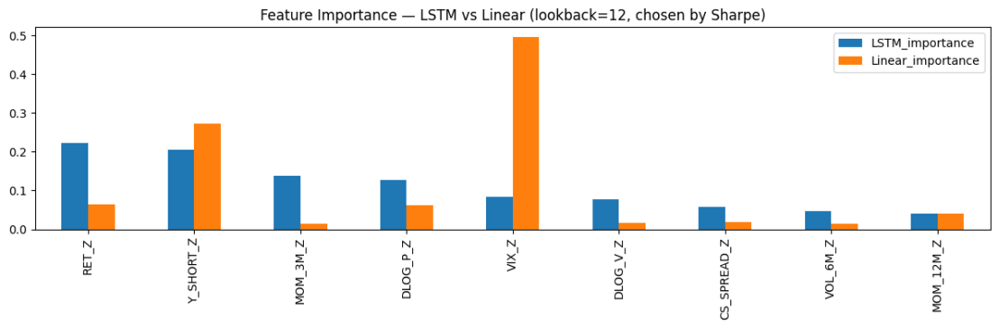 Feature Importance — LSTM vs Linear (lookback=12, chosen by Sharpe)
0.5
0.4
0.3
0.2
0.1
0.0
LSTM_importance
Linear_importance
RET_Z
Y_SHORT_Z
MOM_3M_Z
DLOG_P_Z
VIX_Z
DLOG_V_Z
CS_SPREAD_Z
VOL_6M_Z
MOM_12M_Z